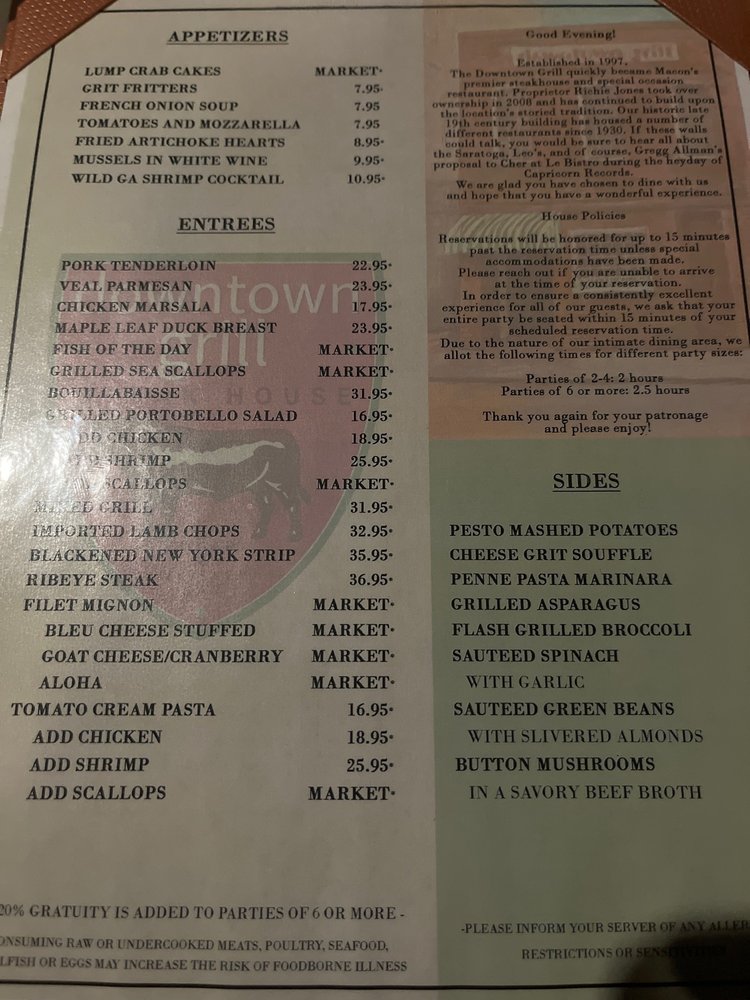 APPETIZERS
LUMP CRAB CAKES MARKET*
GRIT FRITTERS 7.95*
FRENCH ONION SOUP 7.95
TOMATOES AND MOZZARELLA 7.95
FRIED ARTICHOKE HEARTS 8.95*
MUSSELS IN WHITE WINE 9.95*
WILD GA SHRIMP COCKTAIL 10.95*
ENTREES
PORK TENDERLOIN 22.95*
VEAL PARMESAN 23.95*
CHICKEN MARSALA 17.95*
MAPLE LEAF DUCK BREAST 23.95*
FISH OF THE DAY MARKET*
GRILLED SEA SCALLOPS MARKET*
BOUILLABAISSE 31.95*
GRILLED PORTOBELLO SALAD 16.95*
ADD CHICKEN 18.95*
SHRIMP 25.95*
SCALLOPS MARKET*
MIXED GRILL 31.95*
IMPORTED LAMB CHOPS 32.95*
BLACKENED NEW YORK STRIP 35.95*
RIBEYE STEAK 36.95*
FILET MIGNON MARKET*
BLEU CHEESE STUFFED MARKET*
GOAT CHEESE/CRANBERRY MARKET*
ALOHA MARKET*
TOMATO CREAM PASTA 16.95*
ADD CHICKEN 18.95*
ADD SHRIMP 25.95*
ADD SCALLOPS MARKET*
downtown
grill
HOUSE
20% GRATUITY IS ADDED TO PARTIES OF 6 OR MORE -
ONSUMING RAW OR UNDERCOOKED MEATS, POULTRY, SEAFOOD,
LFISH OR EGGS MAY INCREASE THE RISK OF FOODBORNE ILLNESS
Good Evening!
Established in 1997,
The Downtown Grill quickly became Macon's
premier steakhouse and special occasion
restaurant. Proprietor Richie Jones took over
ownership in 2008 and has continued to build upon
the location's storied tradition. Our historic late
19th century building has housed a number of
different restaurants since 1930. If these walls
could talk, you would be sure to hear all about
the Saratoga, Leo's, and of course, Gregg Allman's
proposal to Cher at Le Bistro during the heyday of
Capricorn Records.
We are glad you have chosen to dine with us
and hope that you have a wonderful experience.
House Policies
Reservations will be honored for up to 15 minutes
past the reservation time unless special
accommodations have been made.
Please reach out if you are unable to arrive
at the time of your reservation.
In order to ensure a consistently excellent
experience for all of our guests, we ask that your
entire party be seated within 15 minutes of your
scheduled reservation time.
Due to the nature of our intimate dining area, we
allot the following times for different party sizes:
Parties of 2-4: 2 hours
Parties of 6 or more: 2.5 hours
Thank you again for your patronage
and please enjoy!
SIDES
PESTO MASHED POTATOES
CHEESE GRIT SOUFFLE
PENNE PASTA MARINARA
GRILLED ASPARAGUS
FLASH GRILLED BROCCOLI
SAUTEED SPINACH
WITH GARLIC
SAUTEED GREEN BEANS
WITH SLIVERED ALMONDS
BUTTON MUSHROOMS
IN A SAVORY BEEF BROTH
-PLEASE INFORM YOUR SERVER OF ANY ALLER
RESTRICTIONS OR